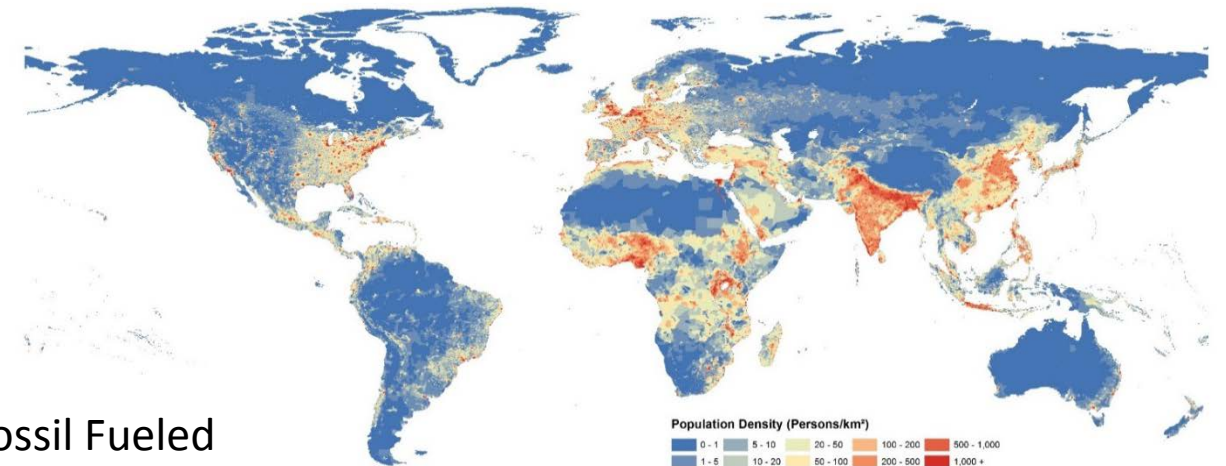 ossil Fueled
Population Density (Persons/km²)
0 - 1 5 - 10 20 - 50 100 - 200 500 - 1,000
1 - 5 10 - 20 50 - 100 200 - 500 1,000 +